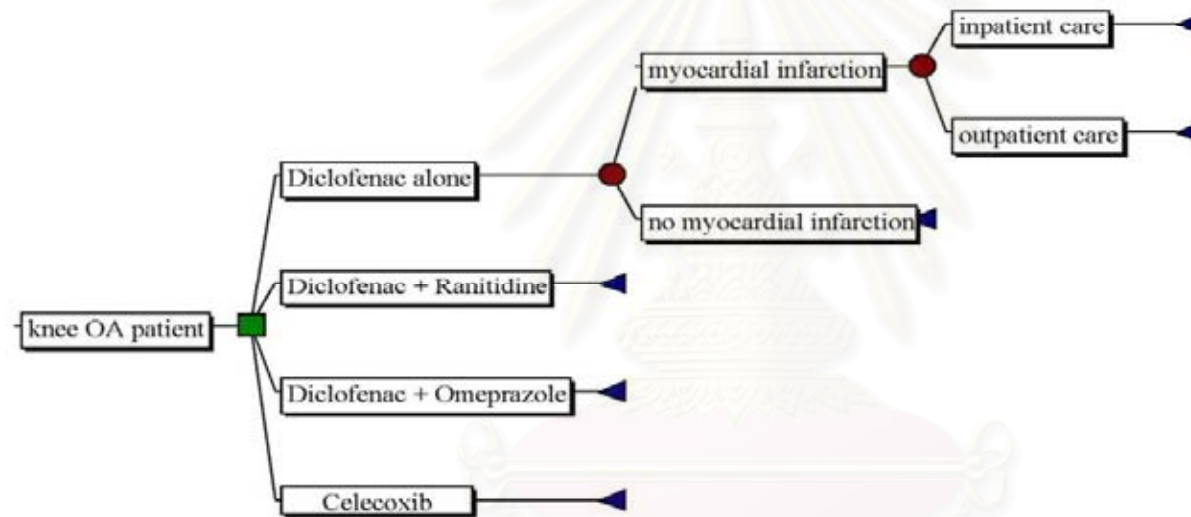 inpatient care
myocardial infarction
outpatient care
Diclofenac alone
no myocardial infarction
Diclofenac + Ranitidine
knee OA patient
Diclofenac + Omeprazole
Celecoxib